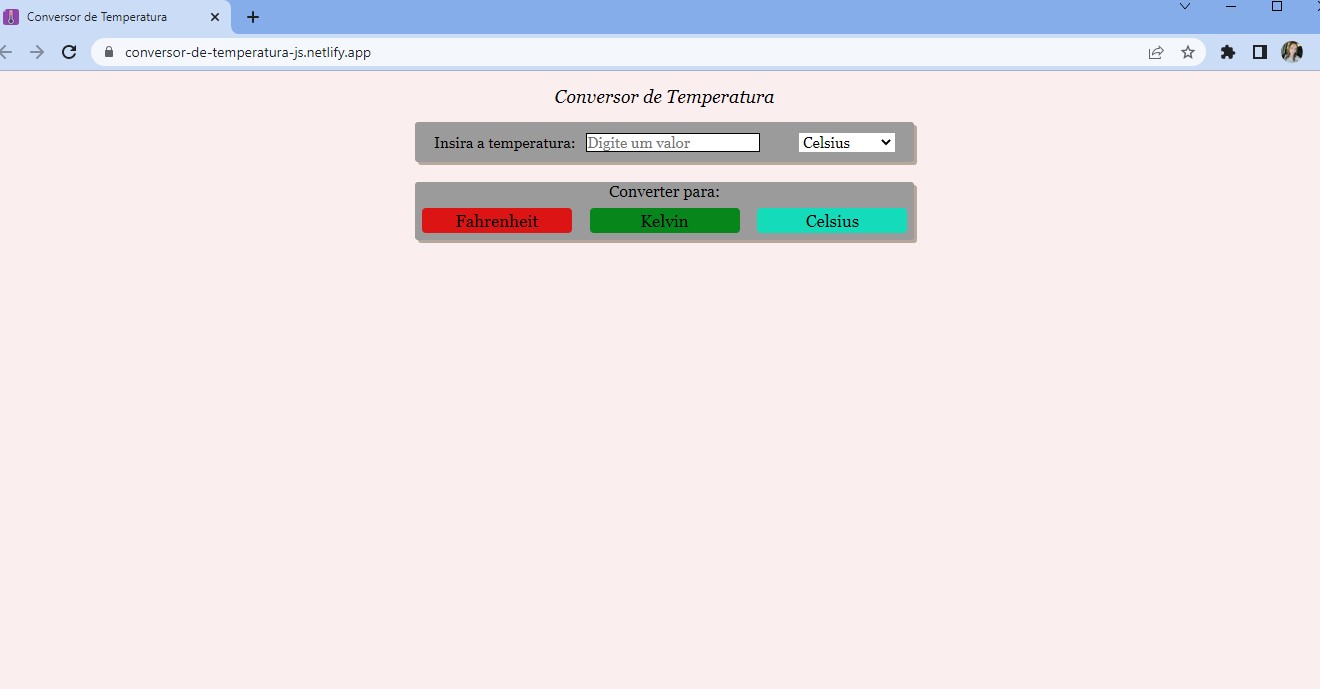 Conversor de Temperatura
conversor-de-temperatura-js.netlify.app
Conversor de Temperatura
Insira a temperatura: Digite um valor Celsius
Converter para:
Fahrenheit Kelvin Celsius